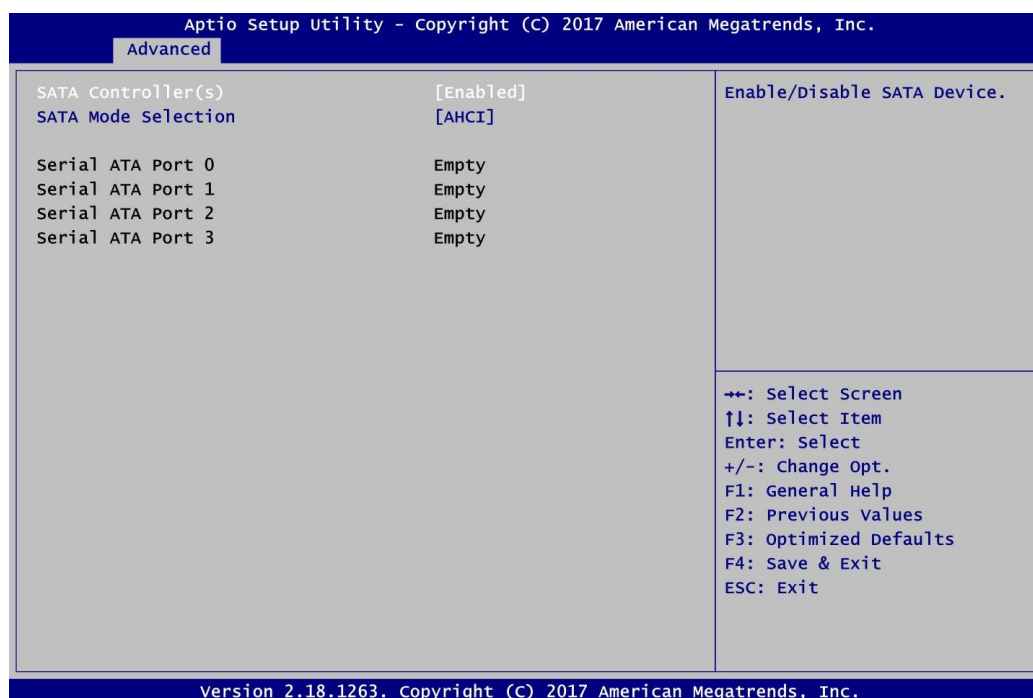 Aptio Setup Utility - Copyright (C) 2017 American Megatrends, Inc.
Advanced
SATA Controller(s) [Enabled]
SATA Mode Selection [AHCI]
Serial ATA Port 0 Empty
Serial ATA Port 1 Empty
Serial ATA Port 2 Empty
Serial ATA Port 3 Empty
Enable/Disable SATA Device.
→←: Select Screen
↑↓: Select Item
Enter: Select
+/-: Change Opt.
F1: General Help
F2: Previous Values
F3: Optimized Defaults
F4: Save & Exit
ESC: Exit
Version 2.18.1263. Copyright (C) 2017 American Megatrends, Inc.